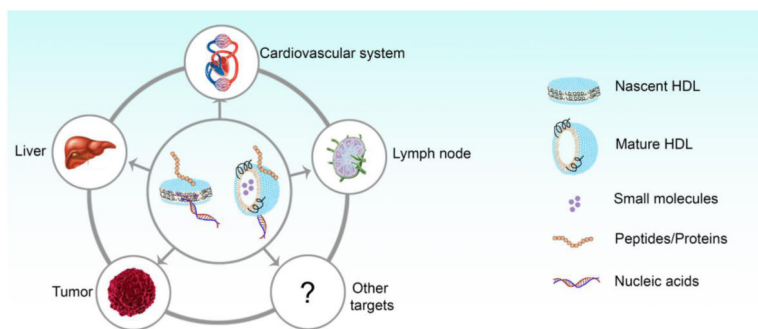 Cardiovascular system
Liver
Lymph node
Tumor
?
Other
targets
Nascent HDL
Mature HDL
Small molecules
Peptides/Proteins
Nucleic acids